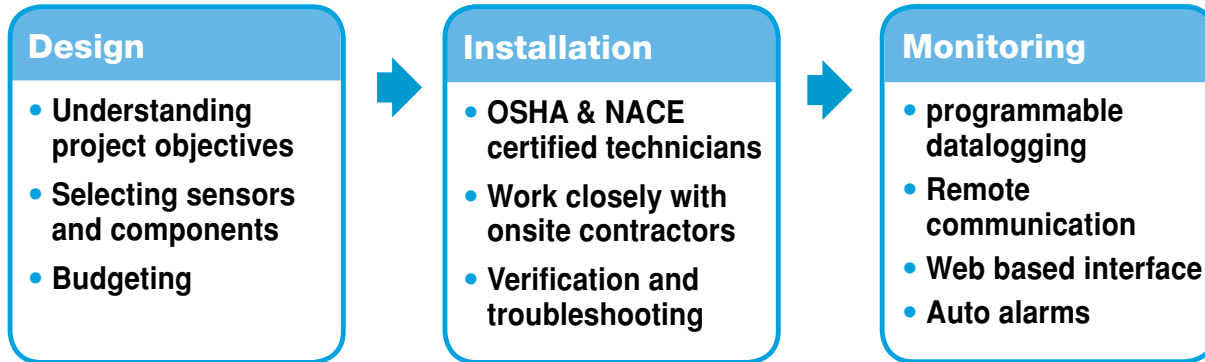 Design
• Understanding
project objectives
• Selecting sensors
and components
• Budgeting
Installation
• OSHA & NACE
certified technicians
• Work closely with
onsite contractors
• Verification and
troubleshooting
Monitoring
• programmable
datalogging
• Remote
communication
• Web based interface
• Auto alarms